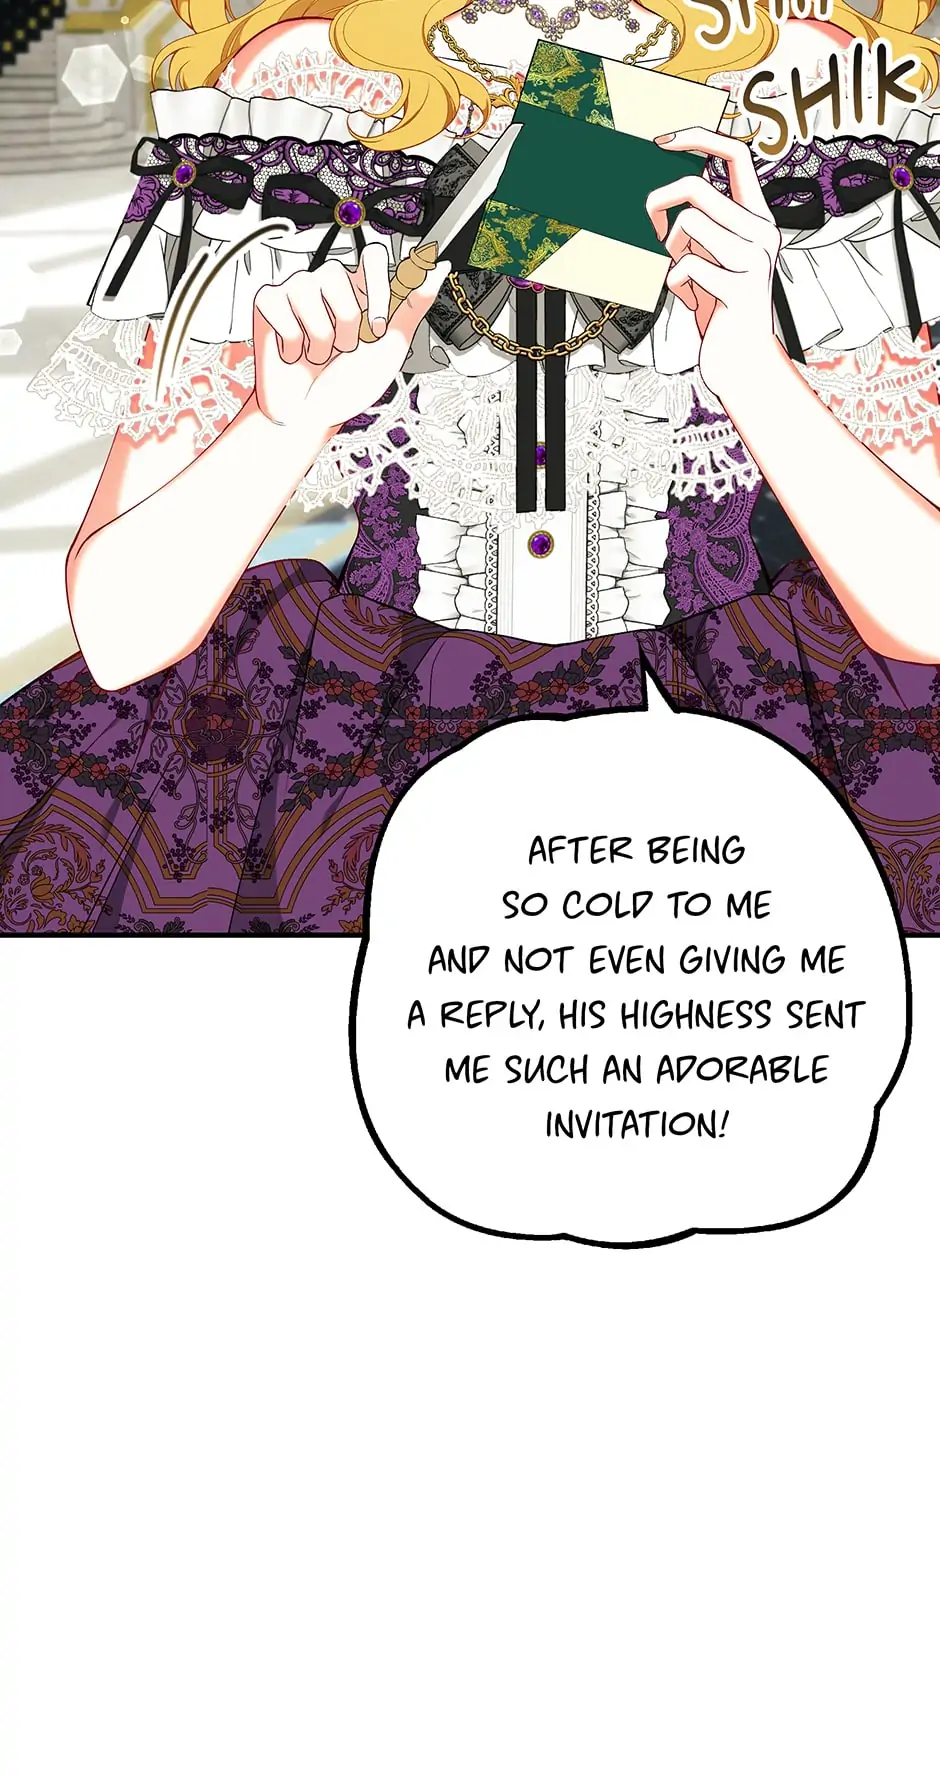 SHIK
SHIK
AFTER BEING
SO COLD TO ME
AND NOT EVEN GIVING ME
A REPLY, HIS HIGHNESS SENT
ME SUCH AN ADORABLE
INVITATION!